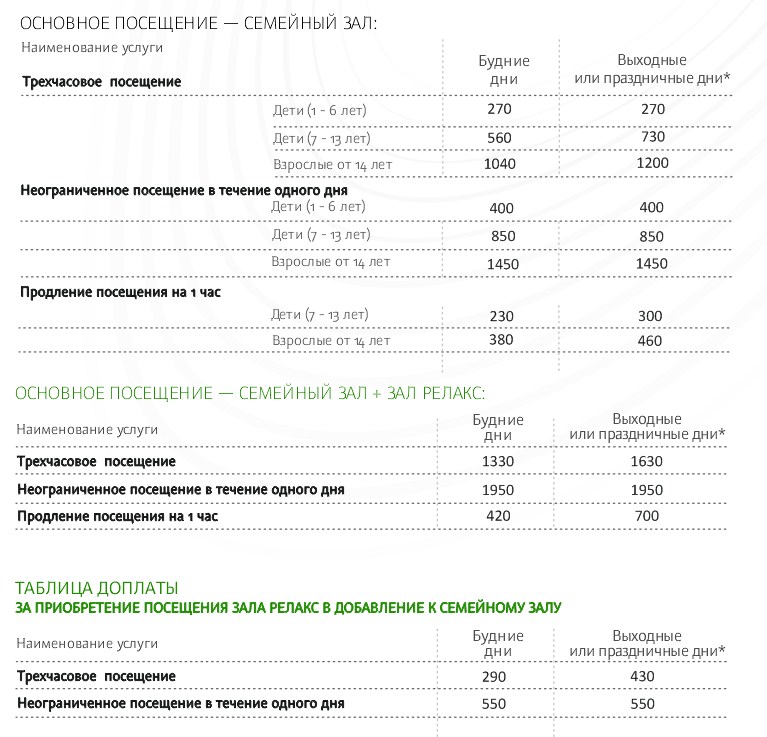 ОСНОВНОЕ ПОСЕЩЕНИЕ — СЕМЕЙНЫЙ ЗАЛ:
Наименование услуги Будние дни Выходные или праздничные дни*
Трехчасовое посещение
Дети (1 - 6 лет) 270 270
Дети (7 - 13 лет) 560 730
Взрослые от 14 лет 1040 1200
Неограниченное посещение в течение одного дня
Дети (1 - 6 лет) 400 400
Дети (7 - 13 лет) 850 850
Взрослые от 14 лет 1450 1450
Продление посещения на 1 час
Дети (7 - 13 лет) 230 300
Взрослые от 14 лет 380 460
ОСНОВНОЕ ПОСЕЩЕНИЕ — СЕМЕЙНЫЙ ЗАЛ + ЗАЛ РЕЛАКС:
Наименование услуги Будние дни Выходные или праздничные дни*
Трехчасовое посещение 1330 1630
Неограниченное посещение в течение одного дня 1950 1950
Продление посещения на 1 час 420 700
ТАБЛИЦА ДОПЛАТЫ
ЗА ПРИОБРЕТЕНИЕ ПОСЕЩЕНИЯ ЗАЛА РЕЛАКС В ДОБАВЛЕНИЕ К СЕМЕЙНОМУ ЗАЛУ
Наименование услуги Будние дни Выходные или праздничные дни*
Трехчасовое посещение 290 430
Неограниченное посещение в течение одного дня 550 550